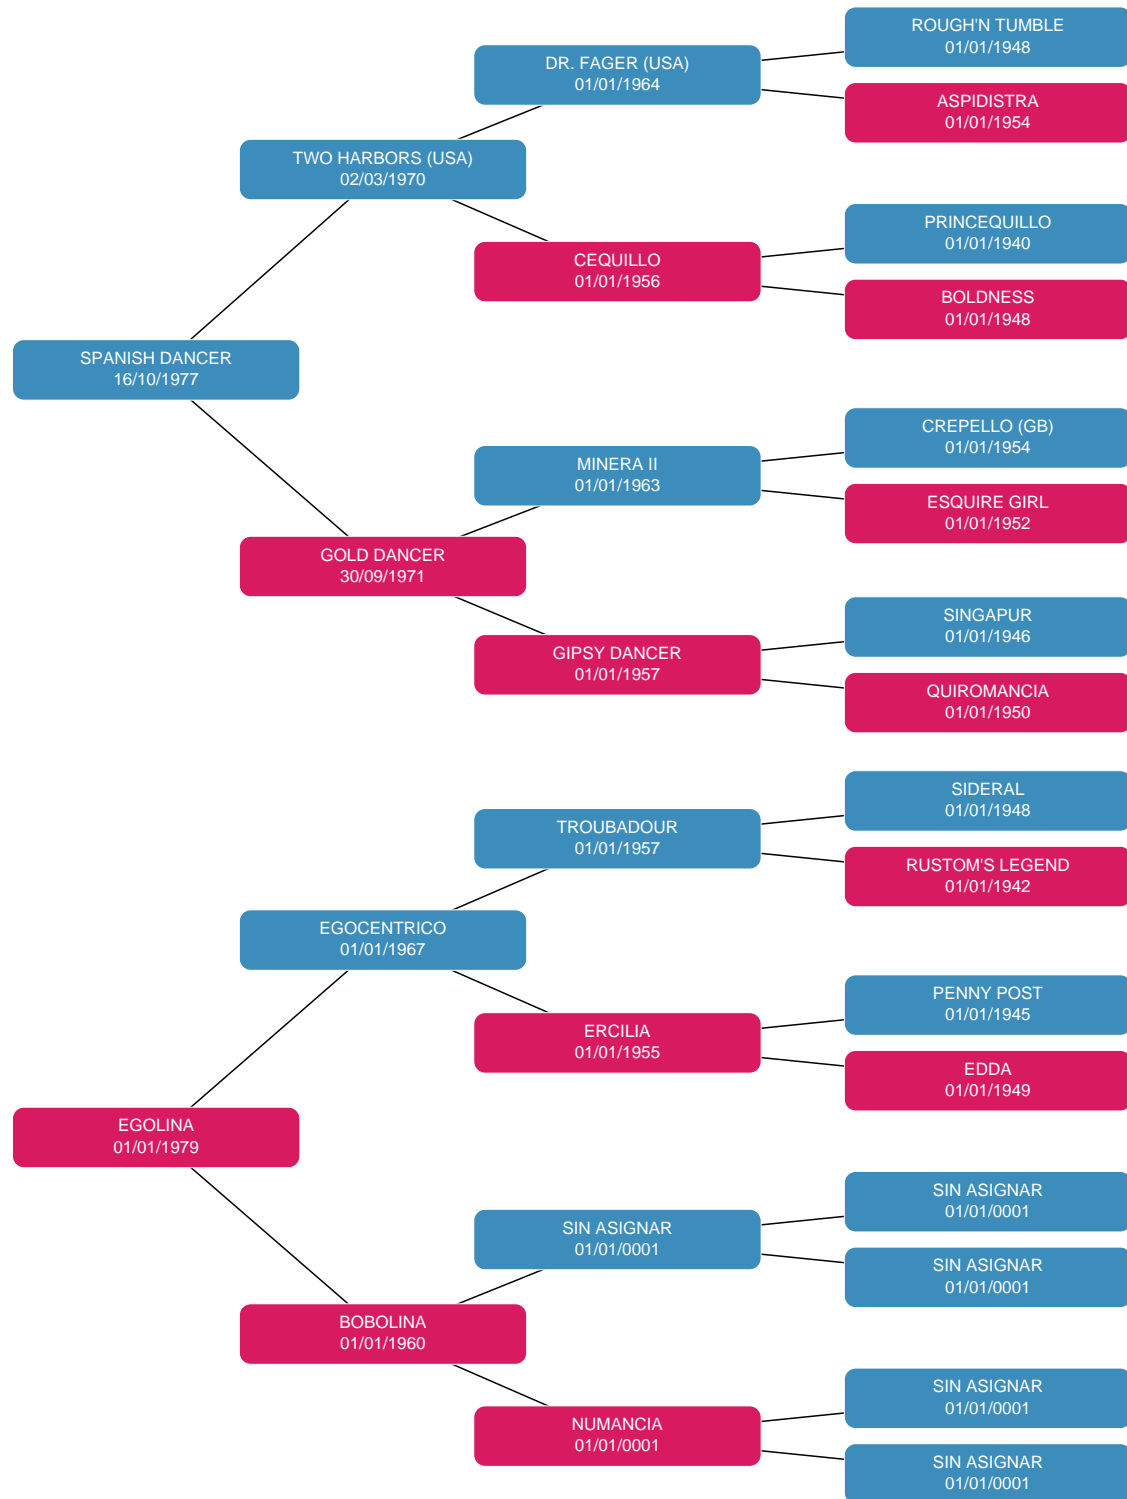 ROUGH'N TUMBLE
01/01/1948
DR. FAGER (USA)
01/01/1964
ASPIDISTRA
01/01/1954
TWO HARBORS (USA)
02/03/1970
PRINCEQUILLO
01/01/1940
CEQUILLO
01/01/1956
BOLDNESS
01/01/1948
SPANISH DANCER
16/10/1977
CREPELLO (GB)
01/01/1954
MINERA II
01/01/1963
ESQUIRE GIRL
01/01/1952
GOLD DANCER
30/09/1971
SINGAPUR
01/01/1946
GIPSY DANCER
01/01/1957
QUIROMANCIA
01/01/1950
SIDERAL
01/01/1948
TROUBADOUR
01/01/1957
RUSTOM'S LEGEND
01/01/1942
EGOCENTRICO
01/01/1967
PENNY POST
01/01/1945
ERCILIA
01/01/1955
EDDA
01/01/1949
EGOLINA
01/01/1979
SIN ASIGNAR
01/01/0001
SIN ASIGNAR
01/01/0001
SIN ASIGNAR
01/01/0001
BOBOLINA
01/01/1960
SIN ASIGNAR
01/01/0001
NUMANCIA
01/01/0001
SIN ASIGNAR
01/01/0001